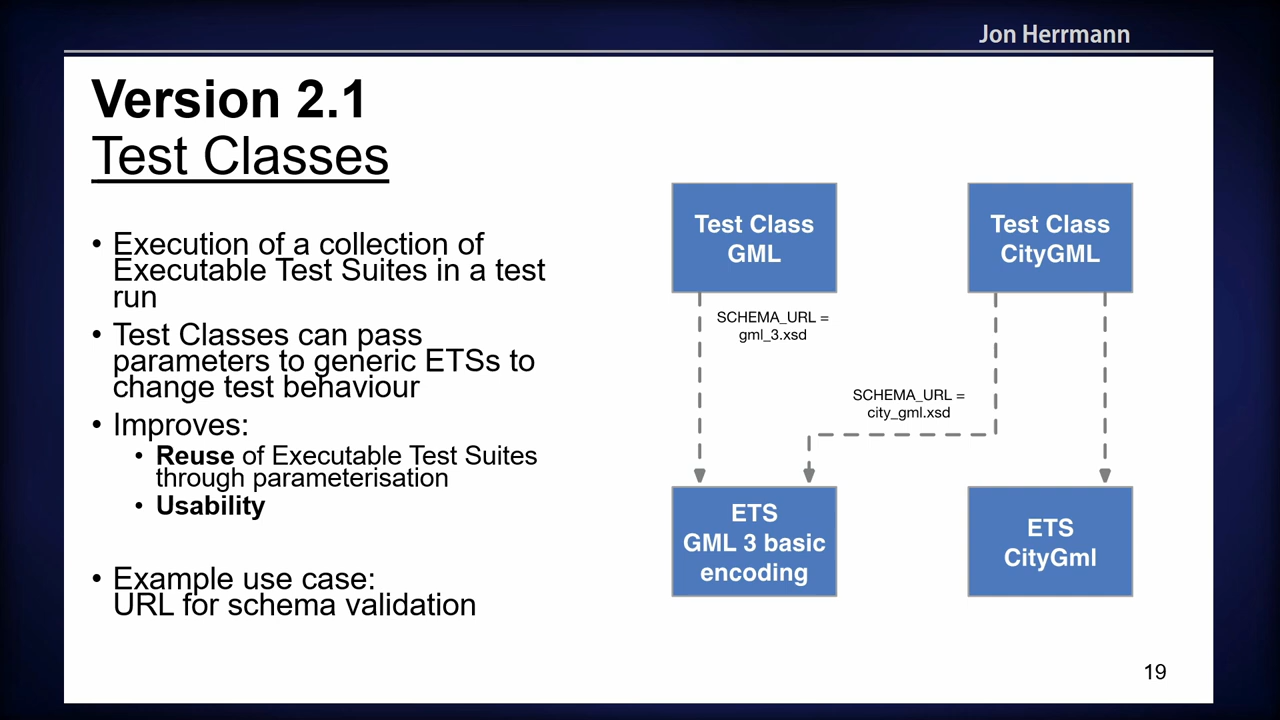 Jon Herrmann
Version 2.1
Test Classes
• Execution of a collection of
Executable Test Suites in a test
run
• Test Classes can pass
parameters to generic ETSs to
change test behaviour
• Improves:
• Reuse of Executable Test Suites
through parameterisation
• Usability
• Example use case:
URL for schema validation
Test Class
GML
Test Class
CityGML
SCHEMA_URL =
gml_3.xsd
SCHEMA_URL =
city_gml.xsd
ETS
GML 3 basic
encoding
ETS
CityGml
19